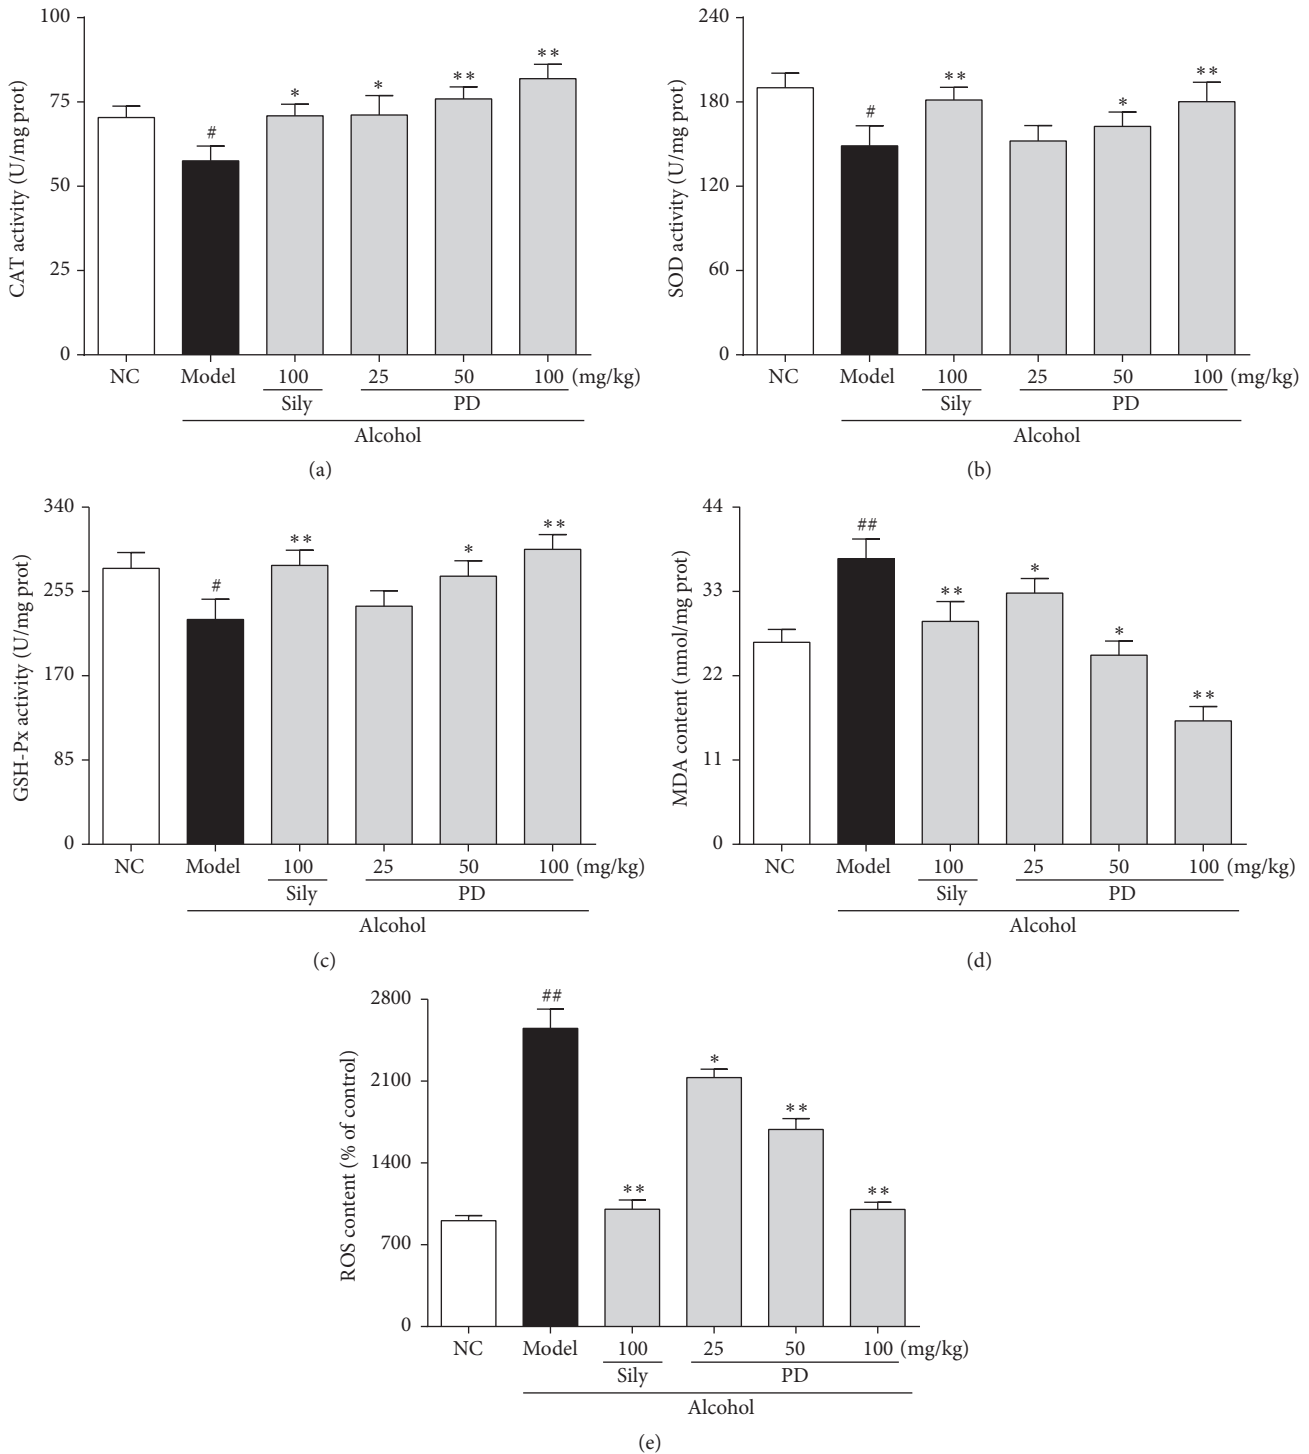 CAT activity (U/mg prot)
100
75
50
25
0
#
*
*
**
**
NC Model 100 25 50 100 (mg/kg)
Sily PD
Alcohol
(a)
SOD activity (U/mg prot)
240
180
120
60
0
#
**
*
**
NC Model 100 25 50 100 (mg/kg)
Sily PD
Alcohol
(b)
GSH-Px activity (U/mg prot)
340
255
170
85
0
#
**
*
**
NC Model 100 25 50 100 (mg/kg)
Sily PD
Alcohol
(c)
MDA content (nmol/mg prot)
44
33
22
11
0
##
**
*
*
**
NC Model 100 25 50 100 (mg/kg)
Sily PD
Alcohol
(d)
ROS content (% of control)
2800
2100
1400
700
0
##
**
*
**
**
NC Model 100 25 50 100 (mg/kg)
Sily PD
Alcohol
(e)